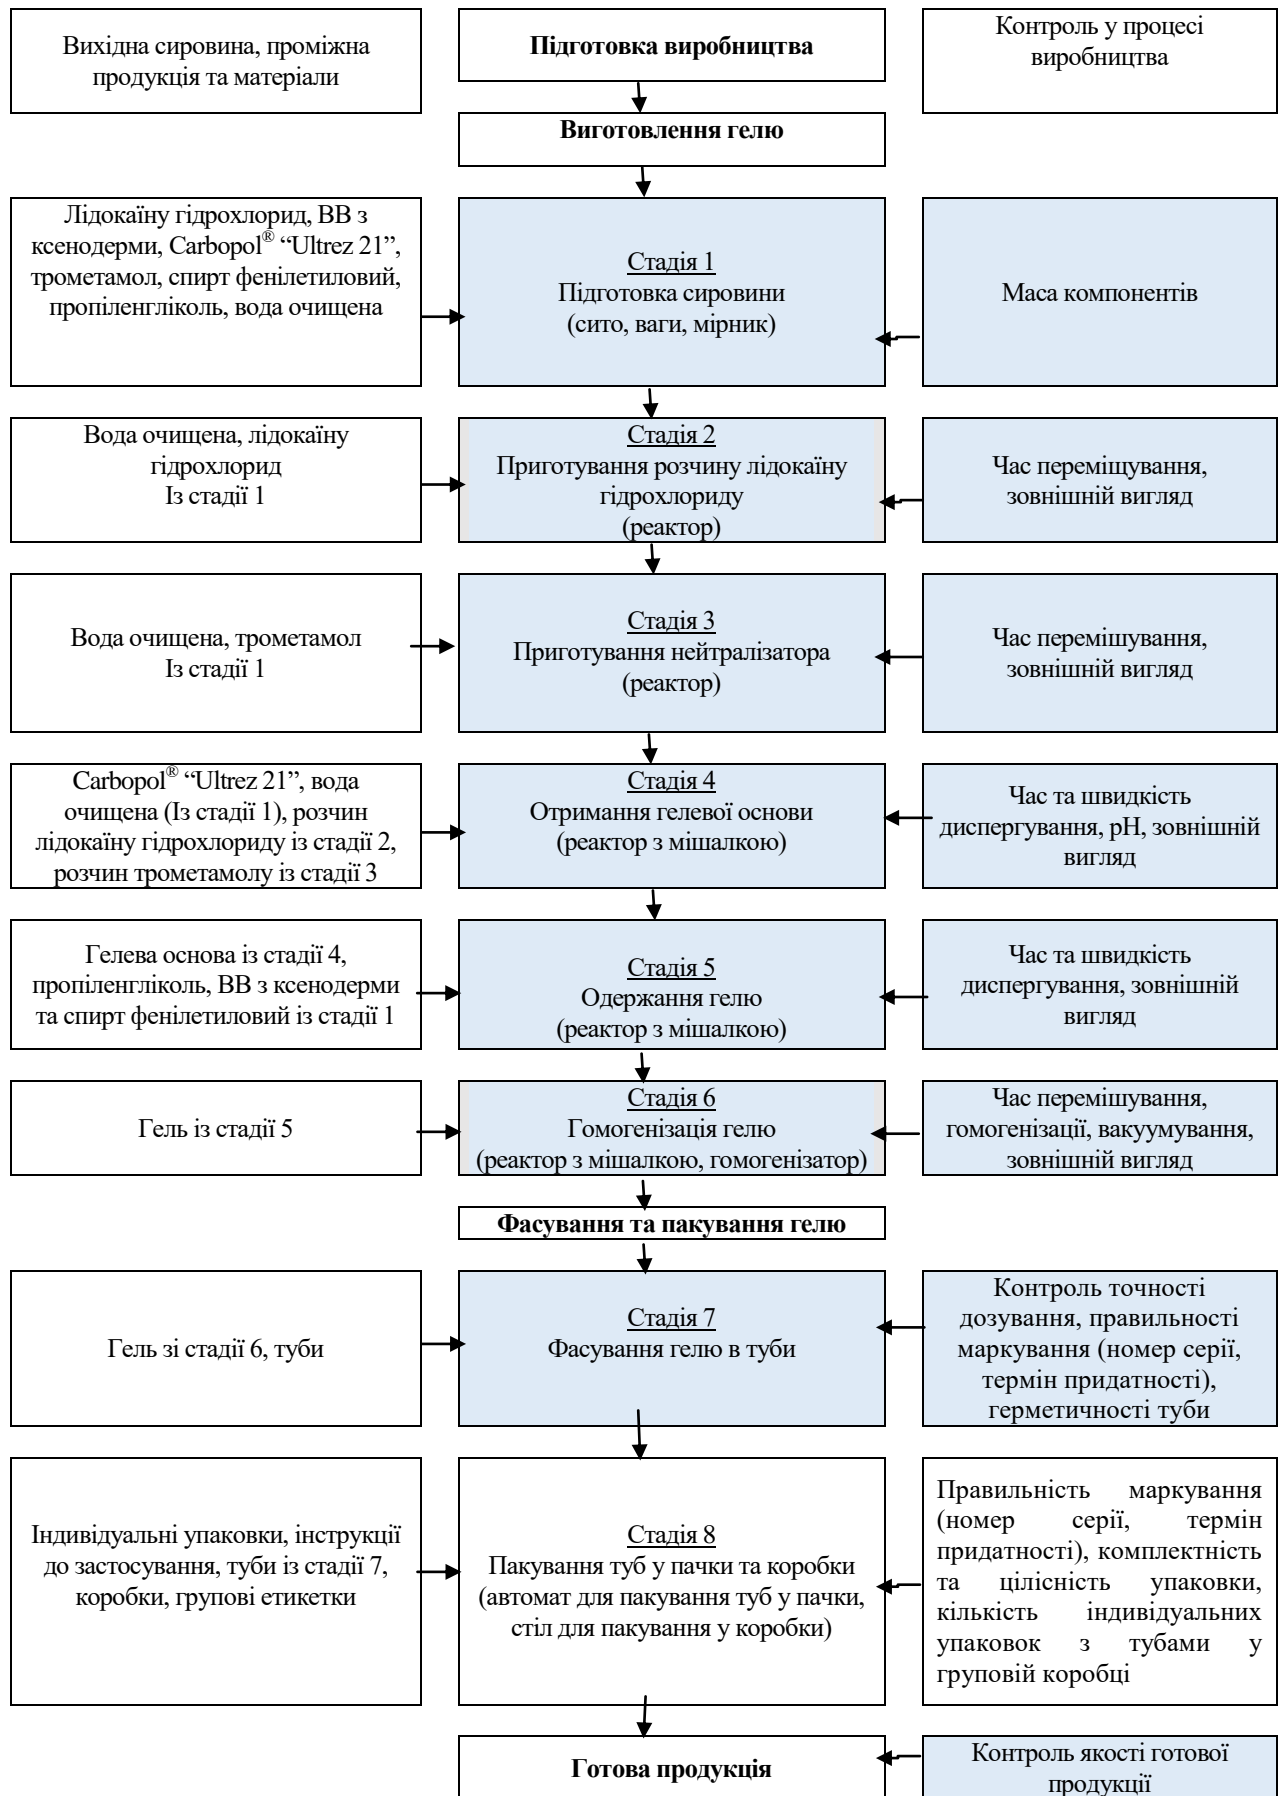 Вихідна сировина, проміжна
продукція та матеріали
Підготовка виробництва
Контроль у процесі
виробництва
Виготовлення гелю
Лідокаїну гідрохлорид, ВВ з
ксенодерми, Carbopol® “Ultrez 21”,
трометамол, спирт фенілетиловий,
пропіленгліколь, вода очищена
Стадія 1
Підготовка сировини
(сито, ваги, мірник)
Маса компонентів
Вода очищена, лідокаїну
гідрохлорид
Із стадії 1
Стадія 2
Приготування розчину лідокаїну
гідрохлориду
(реактор)
Час переміщування,
зовнішній вигляд
Вода очищена, трометамол
Із стадії 1
Стадія 3
Приготування нейтралізатора
(реактор)
Час перемішування,
зовнішній вигляд
Carbopol® “Ultrez 21”, вода
очищена (Із стадії 1), розчин
лідокаїну гідрохлориду із стадії 2,
розчин трометамолу із стадії 3
Стадія 4
Отримання гелевої основи
(реактор з мішалкою)
Час та швидкість
диспергування, рН, зовнішній
вигляд
Гелева основа із стадії 4,
пропіленгліколь, ВВ з ксенодерми
та спирт фенілетиловий із стадії 1
Стадія 5
Одержання гелю
(реактор з мішалкою)
Час та швидкість
диспергування, зовнішній
вигляд
Гель із стадії 5
Стадія 6
Гомогенізація гелю
(реактор з мішалкою, гомогенізатор)
Час перемішування,
гомогенізації, вакуумування,
зовнішній вигляд
Фасування та пакування гелю
Гель зі стадії 6, туби
Стадія 7
Фасування гелю в туби
Контроль точності
дозування, правильності
маркування (номер серії,
термін придатності),
герметичності туби
Індивідуальні упаковки, інструкції
до застосування, туби із стадії 7,
коробки, групові етикетки
Стадія 8
Пакування туб у пачки та коробки
(автомат для пакування туб у пачки,
стіл для пакування у коробки)
Правильність маркування
(номер серії, термін
придатності), комплектність
та цілісність упаковки,
кількість індивідуальних
упаковок з тубами у
груповій коробці
Готова продукція
Контроль якості готової
продукції